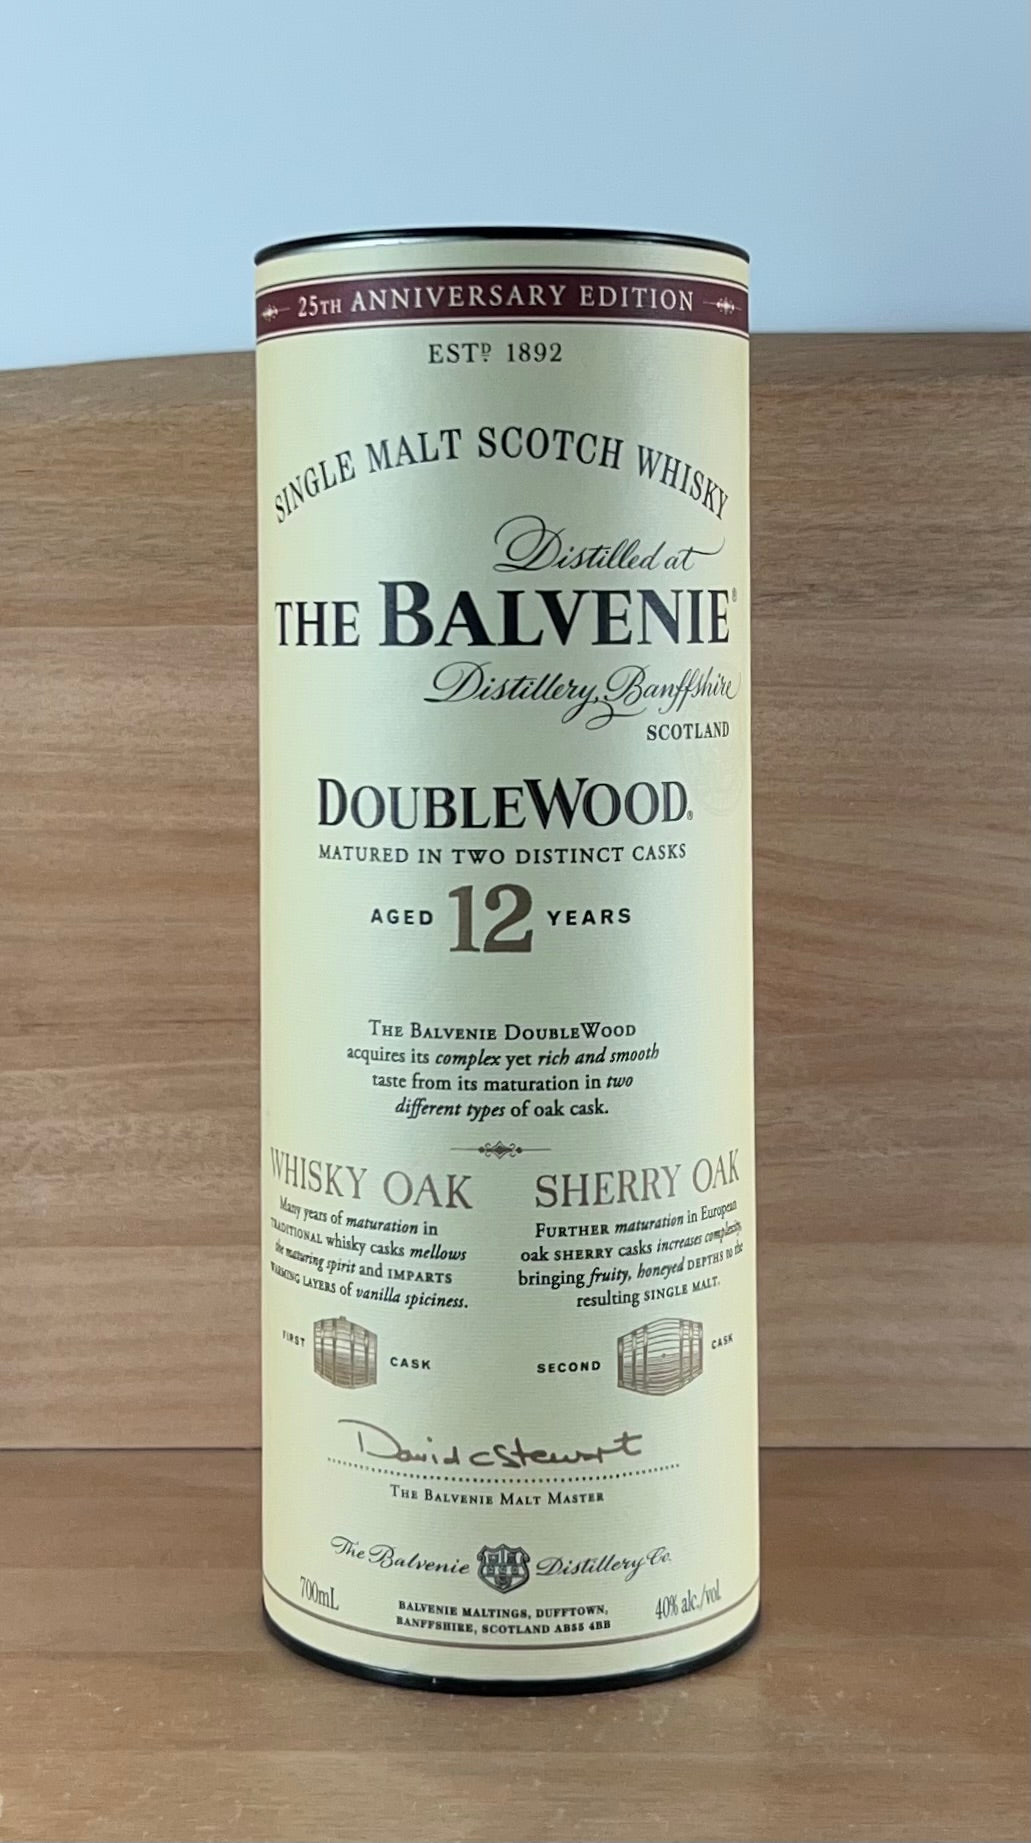 25TH ANNIVERSARY EDITION
ESTD 1892
SINGLE MALT SCOTCH WHISKY
Distilled at
THE BALVENIE®
Distillery, Banffshire
SCOTLAND
DOUBLEWOOD®
MATURED IN TWO DISTINCT CASKS
AGED 12 YEARS
THE BALVENIE DOUBLEWOOD
acquires its complex yet rich and smooth
taste from its maturation in two
different types of oak cask.
WHISKY OAK
Many years of maturation in
TRADITIONAL whisky casks mellows
the maturing spirit and IMPARTS
WARMING LAYERS of vanilla spiciness.
FIRST CASK
SHERRY OAK
FURTHER maturation in European
oak SHERRY casks increases complexity,
bringing fruity, honeyed DEPTHS to the
resulting SINGLE MALT.
SECOND CASK
David C Stewart
THE BALVENIE MALT MASTER
The Balvenie Distillery Co.
700mL
BALVENIE MALTINGS, DUFFTOWN,
BANFFSHIRE, SCOTLAND AB55 4BB
40% alc./vol.